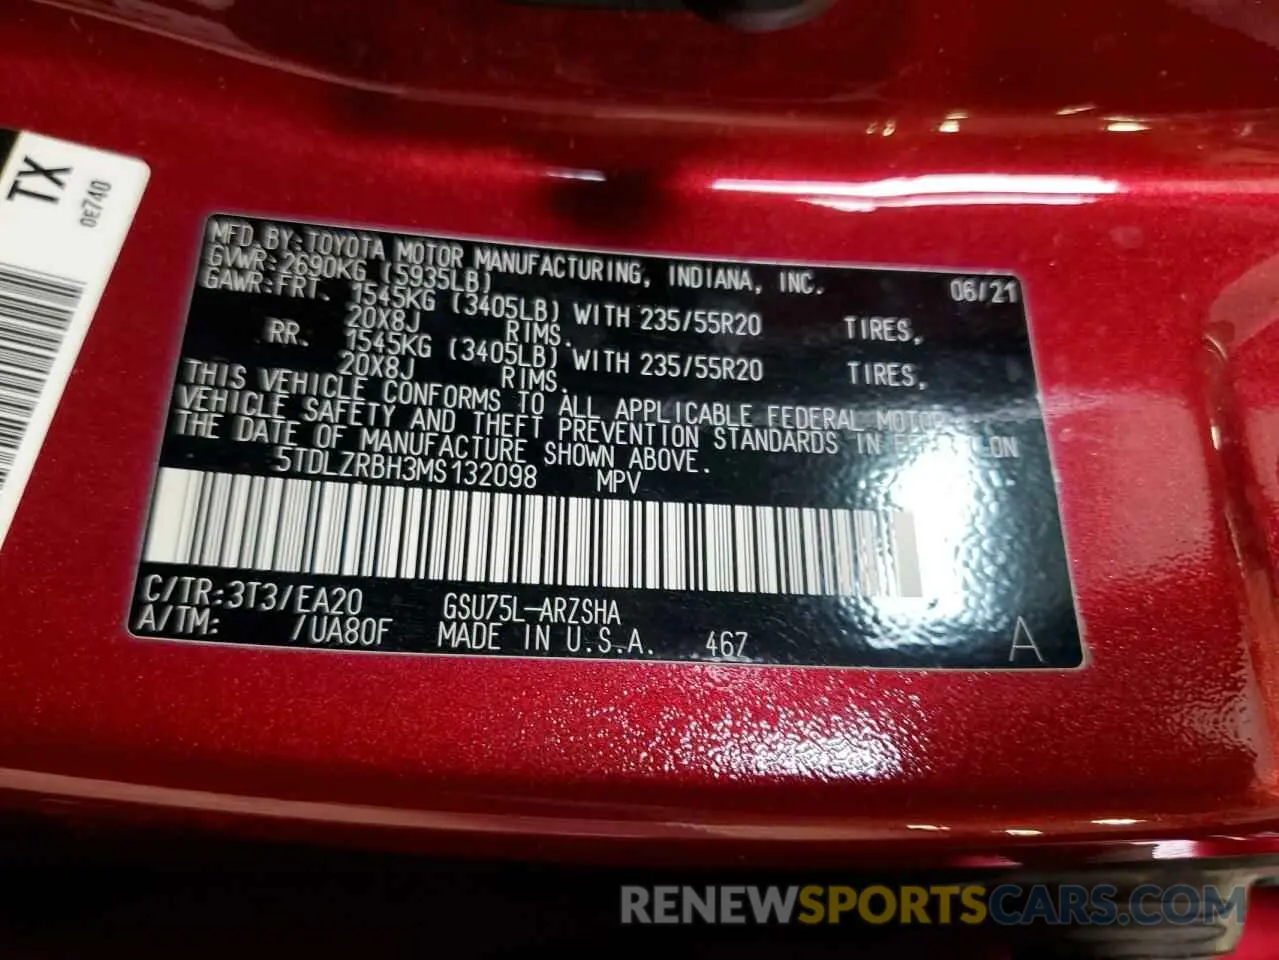 TX
0E740
MFD.BY:TOYOTA MOTOR MANUFACTURING, INDIANA, INC. 06/21
GVWR:2690KG (5935LB)
GAWR:FRT. 1545KG (3405LB) WITH 235/55R20 TIRES,
20X8J RIMS.
RR. 1545KG (3405LB) WITH 235/55R20 TIRES,
20X8J RIMS.
THIS VEHICLE CONFORMS TO ALL APPLICABLE FEDERAL MOTOR
VEHICLE SAFETY AND THEFT PREVENTION STANDARDS IN EFFECT ON
THE DATE OF MANUFACTURE SHOWN ABOVE.
5TDLZRBH3MS132098 MPV
C/TR:3T3/EA20 GSU75L-ARZSHA
A/TM: /UA80F MADE IN U.S.A. 467 A
RENEWSPORTSCARS.COM